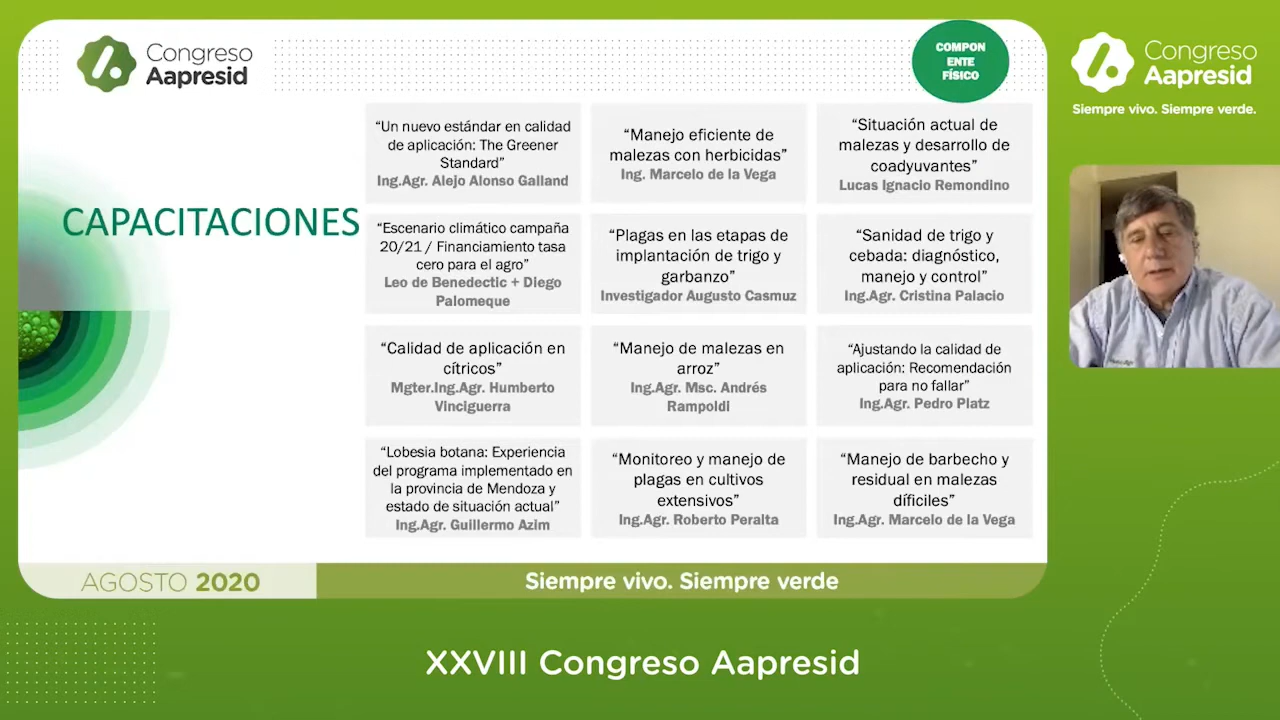 Congreso
Aapresid
COMPON
ENTE
FÍSICO
Congreso
Aapresid
Siempre vivo. Siempre verde.
CAPACITACIONES
“Un nuevo estándar en calidad
de aplicación: The Greener
Standard”
Ing.Agr. Alejo Alonso Galland
“Manejo eficiente de
malezas con herbicidas”
Ing. Marcelo de la Vega
“Situación actual de
malezas y desarrollo de
coadyuvantes”
Lucas Ignacio Remondino
“Escenario climático campaña
20/21 / Financiamiento tasa
cero para el agro”
Leo de Benedectic + Diego
Palomeque
“Plagas en las etapas de
implantación de trigo y
garbanzo”
Investigador Augusto Casmuz
“Sanidad de trigo y
cebada: diagnóstico,
manejo y control”
Ing.Agr. Cristina Palacio
“Calidad de aplicación en
cítricos”
Mgter.Ing.Agr. Humberto
Vinciguerra
“Manejo de malezas en
arroz”
Ing.Agr. Msc. Andrés
Rampoldi
“Ajustando la calidad de
aplicación: Recomendación
para no fallar”
Ing.Agr. Pedro Platz
“Lobesia botana: Experiencia
del programa implementado en
la provincia de Mendoza y
estado de situación actual”
Ing.Agr. Guillermo Azim
“Monitoreo y manejo de
plagas en cultivos
extensivos”
Ing.Agr. Roberto Peralta
“Manejo de barbecho y
residual en malezas
díficiles”
Ing.Agr. Marcelo de la Vega
AGOSTO 2020
Siempre vivo. Siempre verde
XXVIII Congreso Aapresid